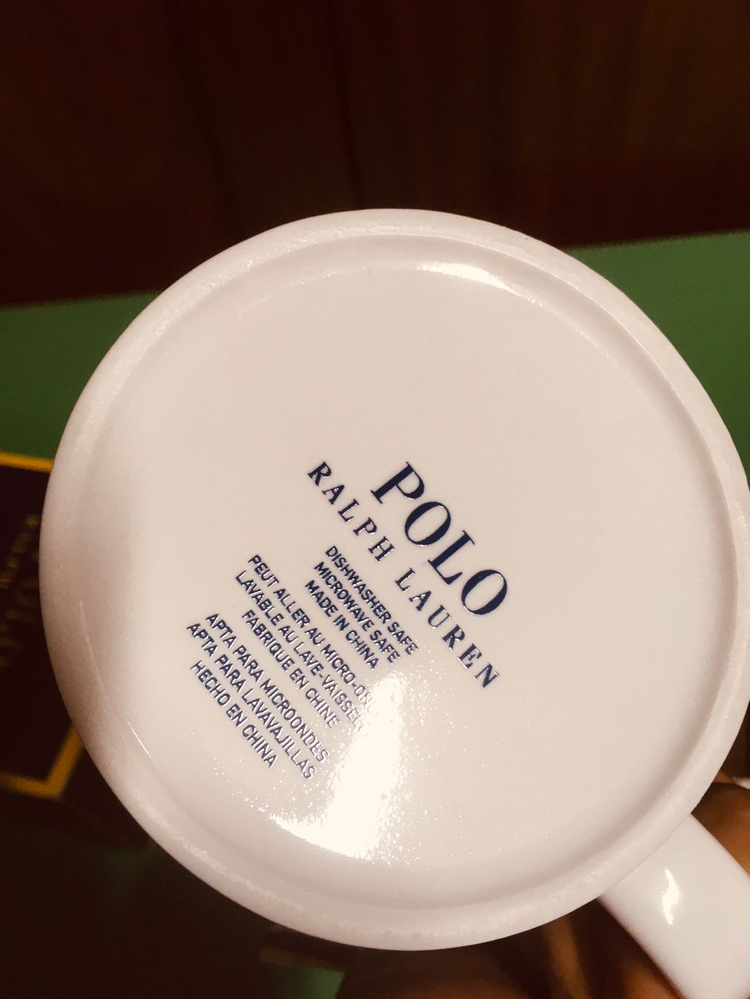 POLO
RALPH LAUREN
DISHWASHER SAFE
MICROWAVE SAFE
MADE IN CHINA
PEUT ALLER AU
LAVABLE AU
FABRIQUE EN CHINE
APTA PARA MICROONDES
APTA PARA LAVAVAJILLAS
HECHO EN CHINA